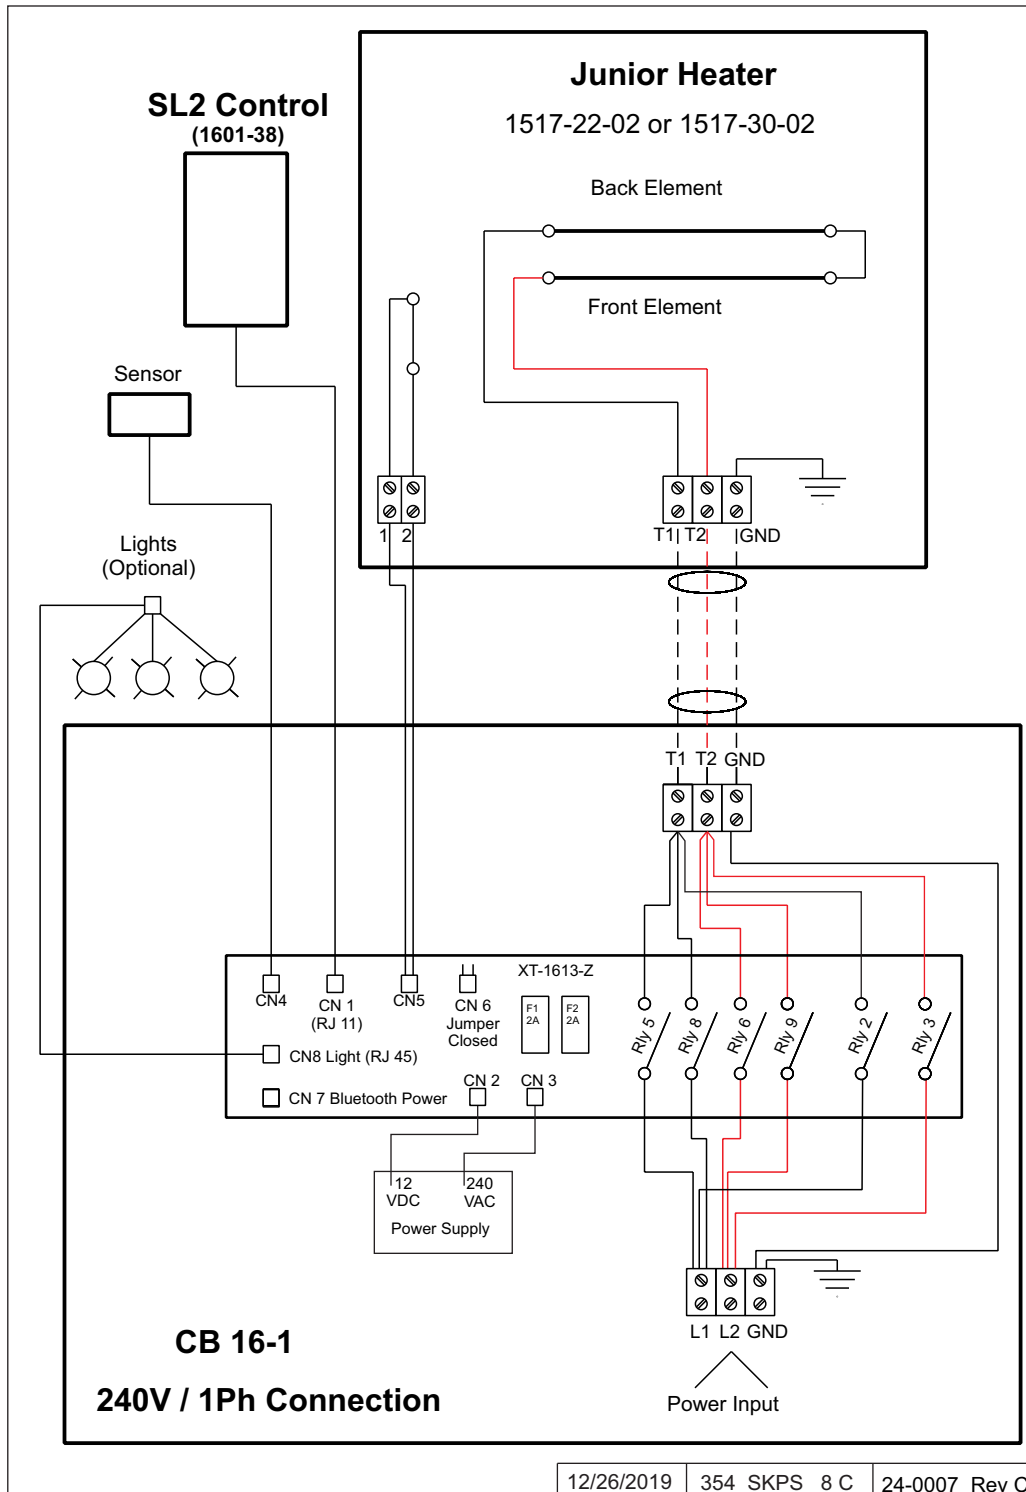 Junior Heater
1517-22-02 or 1517-30-02
SL2 Control
(1601-38)
Back Element
Front Element
Sensor
1 2
T1 T2 GND
Lights
(Optional)
T1 T2 GND
XT-1613-Z
CN4
CN 1
(RJ 11)
CN5
CN 6
Jumper
Closed
F1
2A
F2
2A
Rly 5
Rly 8
Rly 6
Rly 9
Rly 2
Rly 3
CN8 Light (RJ 45)
CN 2
CN 3
CN 7 Bluetooth Power
12
VDC
240
VAC
Power Supply
L1 L2 GND
Power Input
CB 16-1
240V / 1Ph Connection
12/26/2019 354 SKPS 8 C 24-0007 Rev C